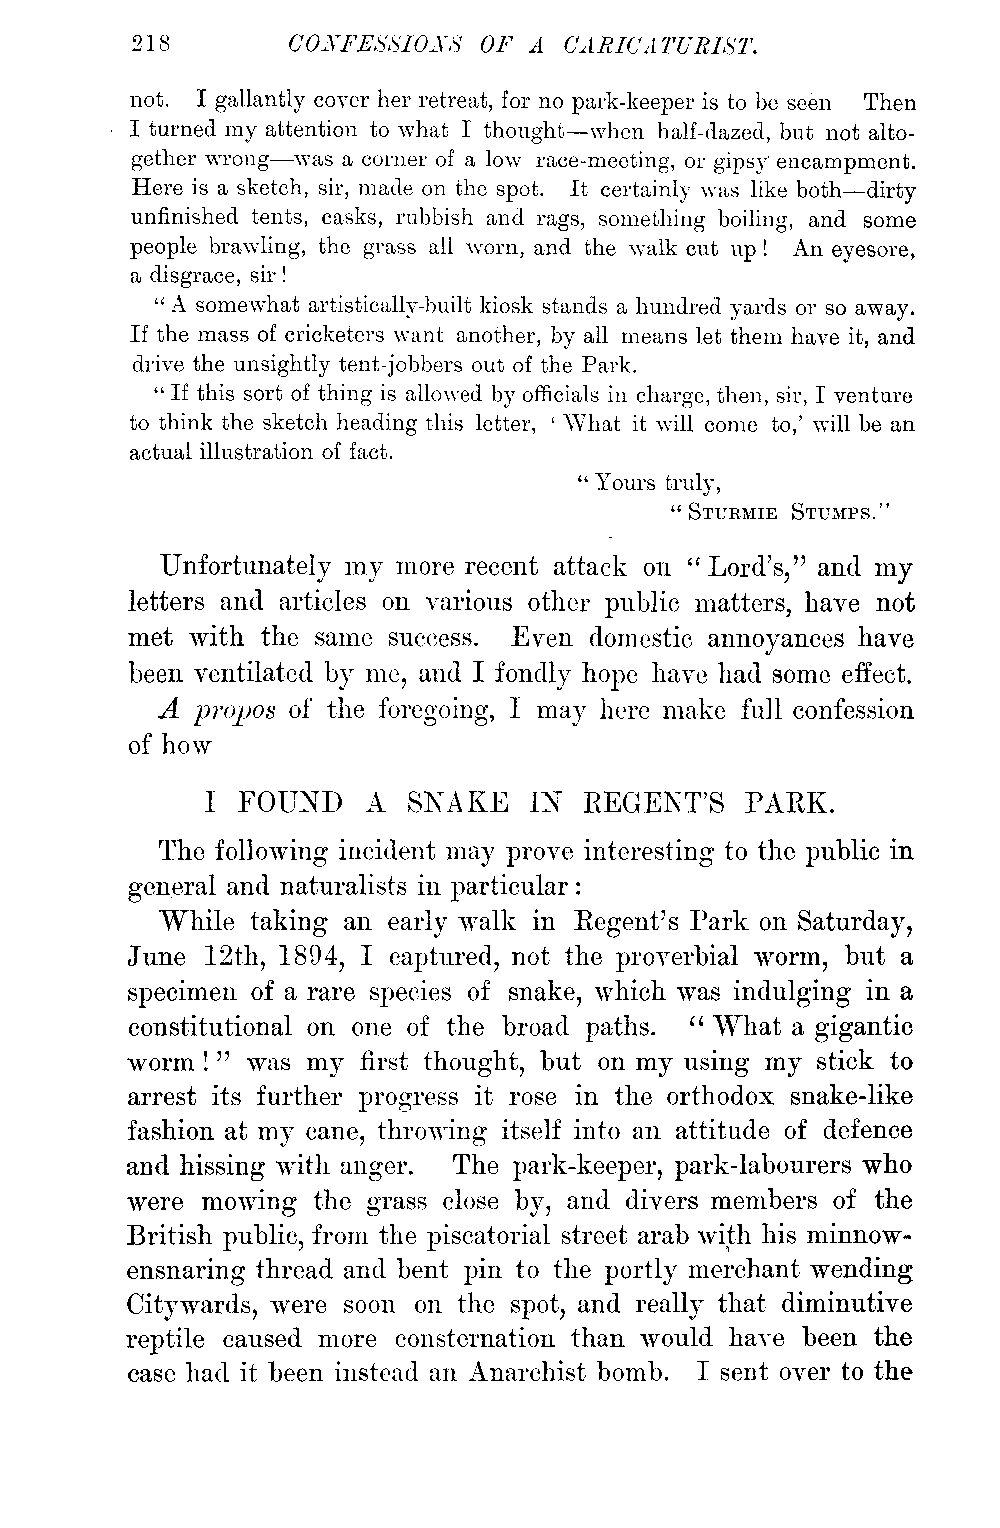 218 CONFESSIONS OF A CARICATURIST.
not. I gallantly cover her retreat, for no park-keeper is to be seen Then
I turned my attention to what I thought—when half-dazed, but not alto-
gether wrong—was a corner of a low race-meeting, or gipsy encampment.
Here is a sketch, sir, made on the spot. It certainly was like both—dirty
unfinished tents, casks, rubbish and rags, something boiling, and some
people brawling, the grass all worn, and the walk cut up! An eyesore,
a disgrace, sir!
“A somewhat artistically-built kiosk stands a hundred yards or so away.
If the mass of cricketers want another, by all means let them have it, and
drive the unsightly tent-jobbers out of the Park.
“If this sort of thing is allowed by officials in charge, then, sir, I venture
to think the sketch heading this letter, ‘What it will come to,’ will be an
actual illustration of fact.
“Yours truly,
“STURMIE STUMPS.”
Unfortunately my more recent attack on “Lord’s,” and my
letters and articles on various other public matters, have not
met with the same success. Even domestic annoyances have
been ventilated by me, and I fondly hope have had some effect.
A propos of the foregoing, I may here make full confession
of how
I FOUND A SNAKE IN REGENT’S PARK.
The following incident may prove interesting to the public in
general and naturalists in particular:
While taking an early walk in Regent’s Park on Saturday,
June 12th, 1894, I captured, not the proverbial worm, but a
specimen of a rare species of snake, which was indulging in a
constitutional on one of the broad paths. “What a gigantic
worm!” was my first thought, but on my using my stick to
arrest its further progress it rose in the orthodox snake-like
fashion at my cane, throwing itself into an attitude of defence
and hissing with anger. The park-keeper, park-labourers who
were mowing the grass close by, and divers members of the
British public, from the piscatorial street arab with his minnow-
ensnaring thread and bent pin to the portly merchant wending
Citywards, were soon on the spot, and really that diminutive
reptile caused more consternation than would have been the
case had it been instead an Anarchist bomb. I sent over to the